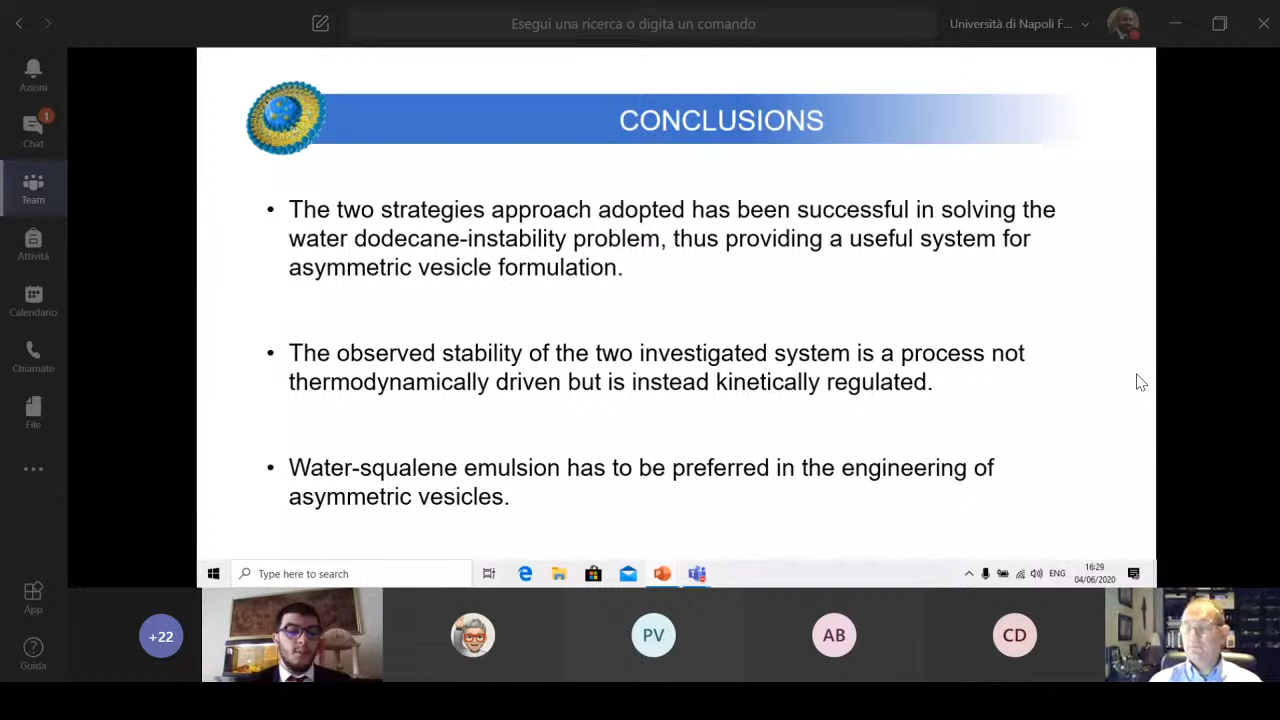 Esegui una ricerca o digita un comando
Università di Napoli F...
Azioni
1
Chat
Team
Attività
Calendario
Chiamate
File
App
Guida
CONCLUSIONS
• The two strategies approach adopted has been successful in solving the
water dodecane-instability problem, thus providing a useful system for
asymmetric vesicle formulation.
• The observed stability of the two investigated system is a process not
thermodynamically driven but is instead kinetically regulated.
• Water-squalene emulsion has to be preferred in the engineering of
asymmetric vesicles.
Type here to search
ENG
16:29
04/06/2020
+22
PV
AB
CD